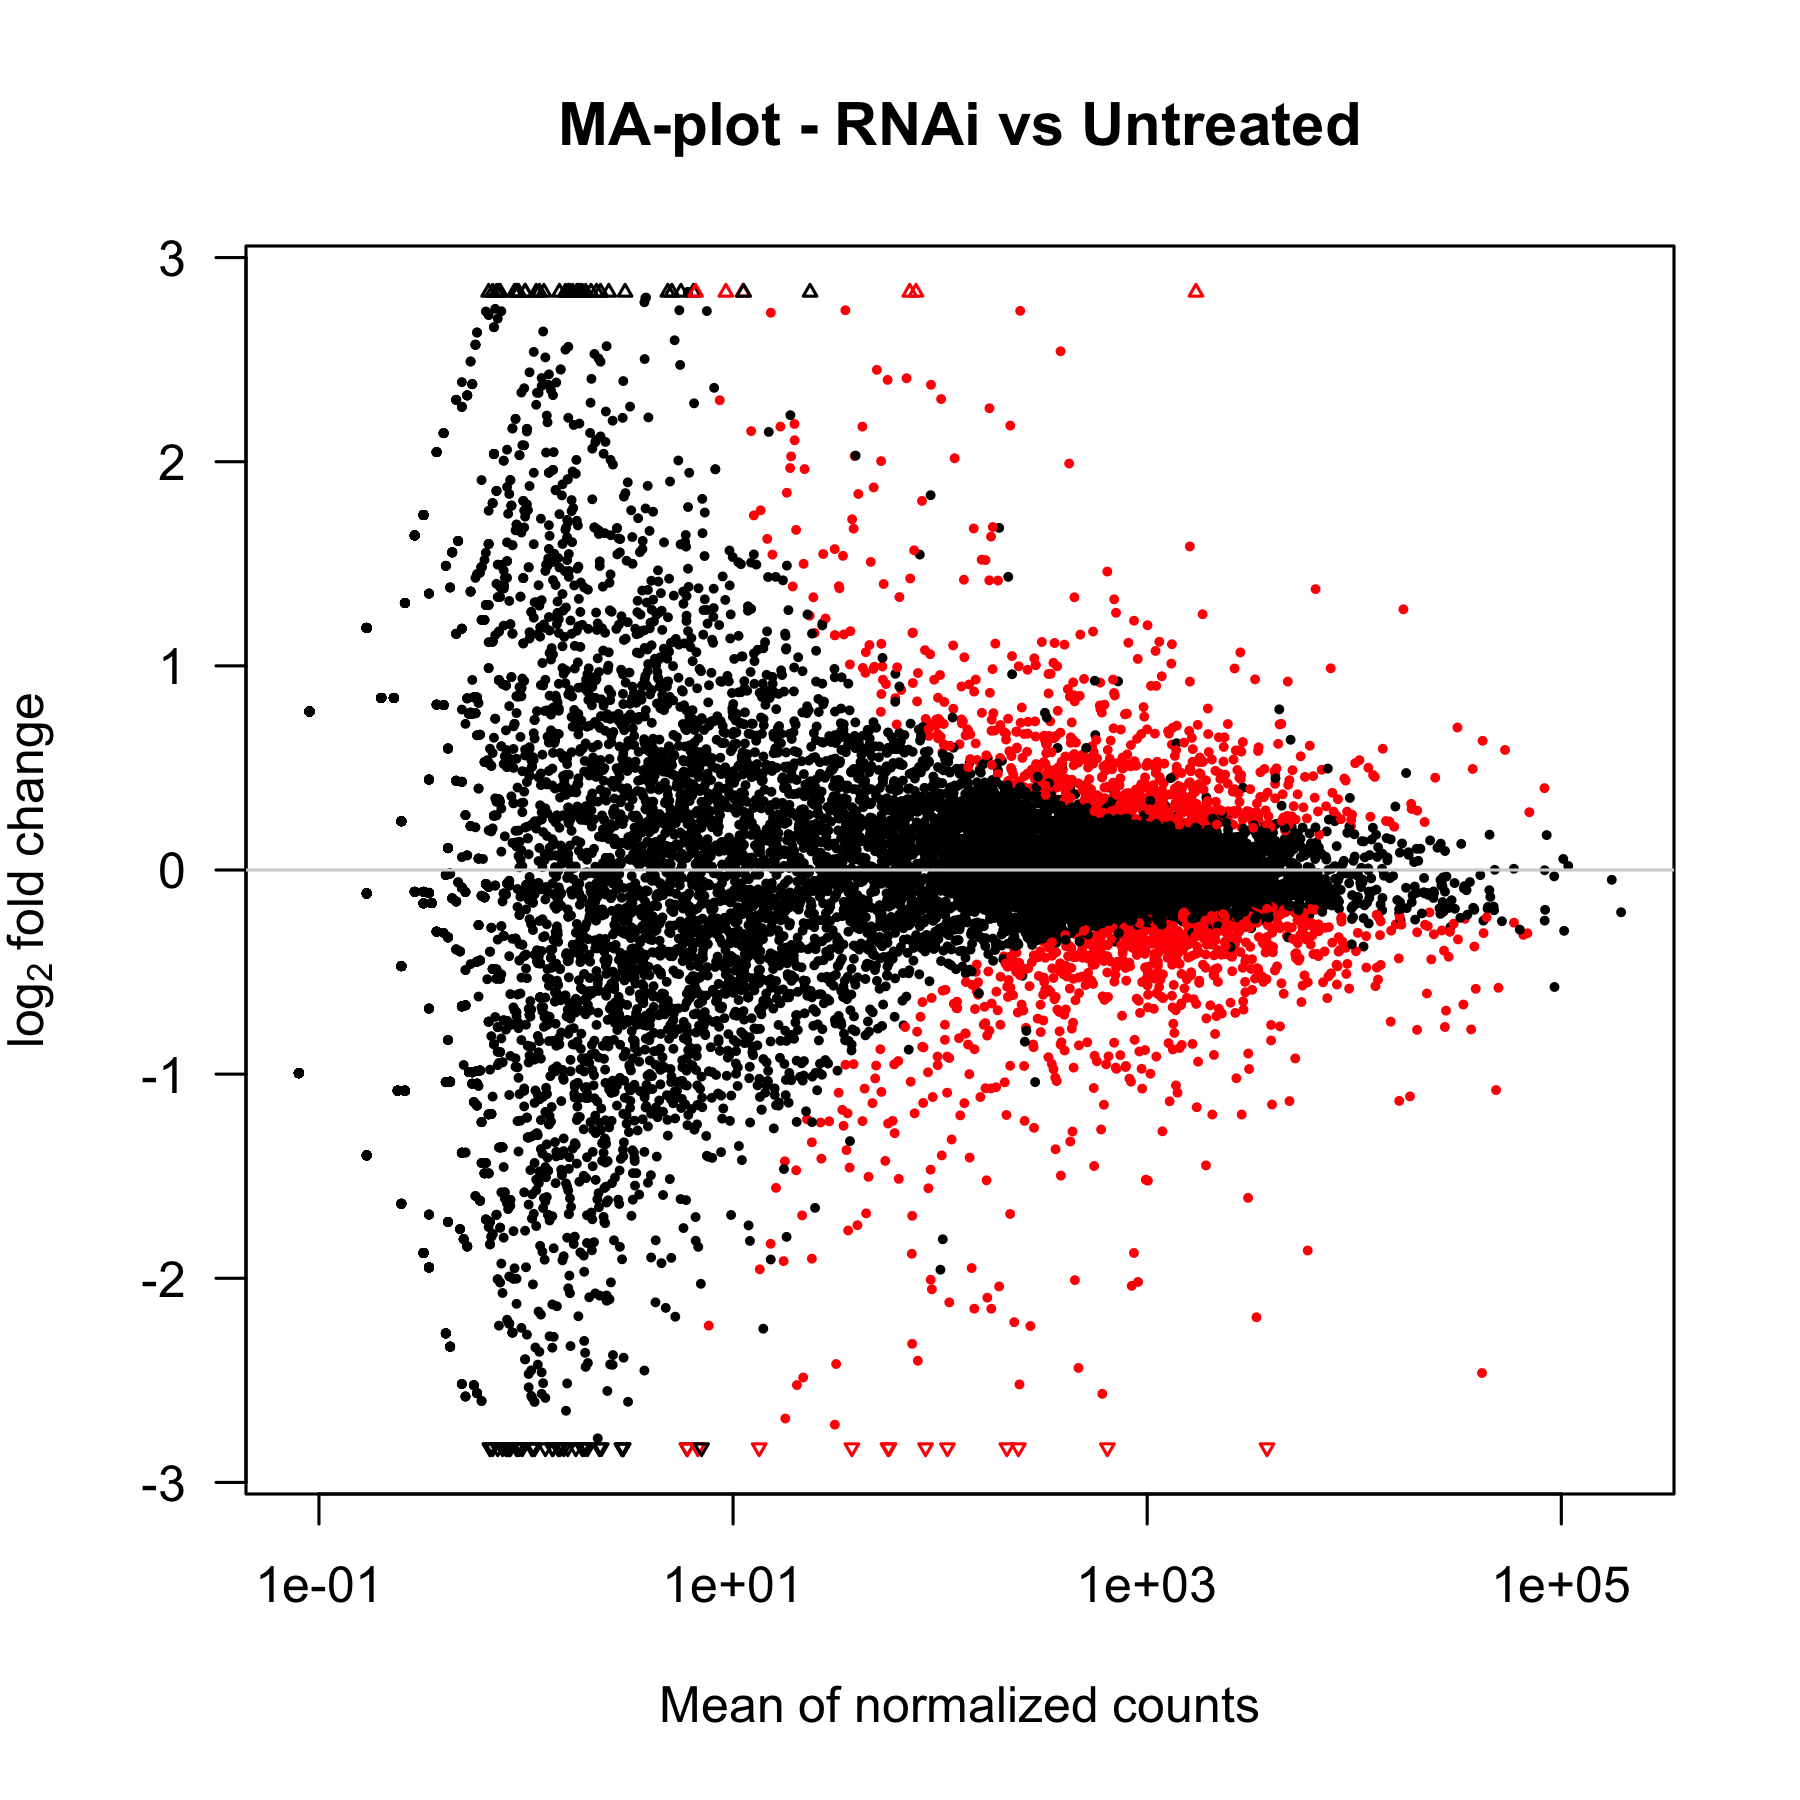 MA-plot - RNAi vs Untreated
3
2
1
0
-1
-2
-3
log₂ fold change
1e-01 1e+01 1e+03 1e+05
Mean of normalized counts